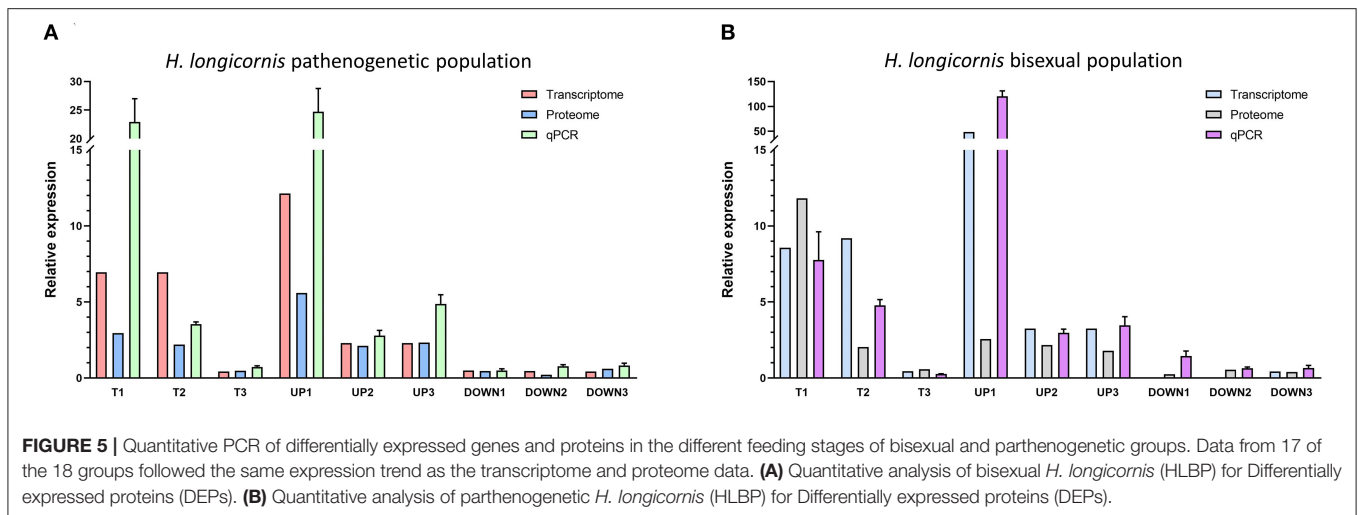 A
H. longicornis pathenogenetic population
30
25
20
15
10
5
0
Relative expression
Transcriptome
Proteome
qPCR
T1 T2 T3 UP1 UP2 UP3 DOWN1 DOWN2 DOWN3
B
H. longicornis bisexual population
150
100
50
15
10
5
0
Relative expression
Transcriptome
Proteome
qPCR
T1 T2 T3 UP1 UP2 UP3 DOWN1 DOWN2 DOWN3
FIGURE 5 | Quantitative PCR of differentially expressed genes and proteins in the different feeding stages of bisexual and parthenogenetic groups. Data from 17 of
the 18 groups followed the same expression trend as the transcriptome and proteome data. (A) Quantitative analysis of bisexual H. longicornis (HLBP) for Differentially
expressed proteins (DEPs). (B) Quantitative analysis of parthenogenetic H. longicornis (HLBP) for Differentially expressed proteins (DEPs).